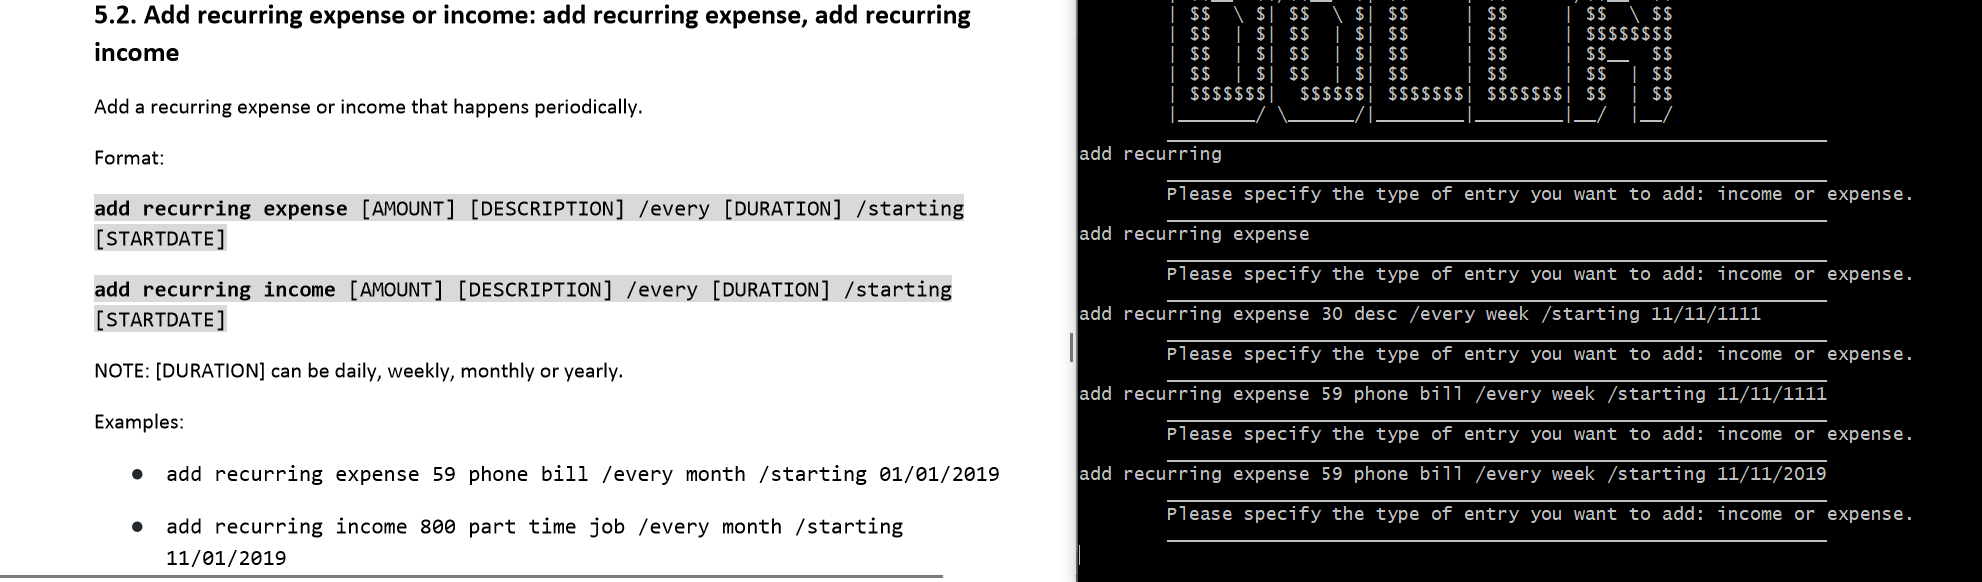 5.2. Add recurring expense or income: add recurring expense, add recurring
income
Add a recurring expense or income that happens periodically.
Format:
add recurring expense [AMOUNT] [DESCRIPTION] /every [DURATION] /starting
[STARTDATE]
add recurring income [AMOUNT] [DESCRIPTION] /every [DURATION] /starting
[STARTDATE]
NOTE: [DURATION] can be daily, weekly, monthly or yearly.
Examples:
● add recurring expense 59 phone bill /every month /starting 01/01/2019
● add recurring income 800 part time job /every month /starting
11/01/2019
| $$  \ $| $$  \ $| $$     | $$     | $$  \ $$
| $$  | $| $$  | $| $$     | $$     | $$$$$$$$
| $$  | $| $$  | $| $$     | $$     | $$__  $$
| $$  | $| $$  | $| $$     | $$     | $$  | $$
| $$$$$$$|  $$$$$$| $$$$$$$| $$$$$$$| $$  | $$
|_______/ \______/|________|________|__/  |__/
add recurring
Please specify the type of entry you want to add: income or expense.
add recurring expense
Please specify the type of entry you want to add: income or expense.
add recurring expense 30 desc /every week /starting 11/11/1111
Please specify the type of entry you want to add: income or expense.
add recurring expense 59 phone bill /every week /starting 11/11/1111
Please specify the type of entry you want to add: income or expense.
add recurring expense 59 phone bill /every week /starting 11/11/2019
Please specify the type of entry you want to add: income or expense.